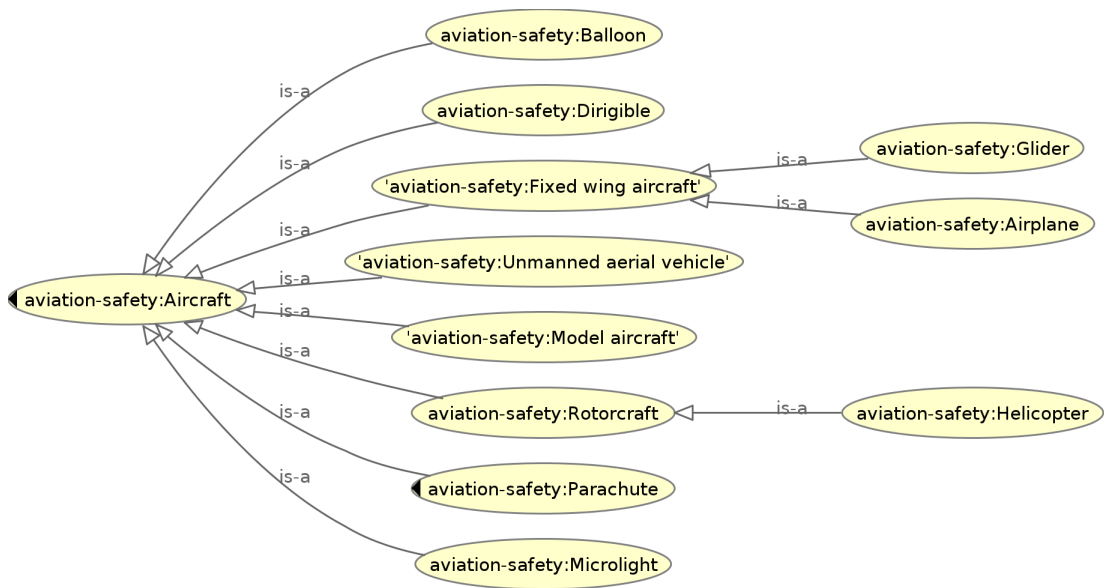 aviation-safety:Balloon
is-a
aviation-safety:Dirigible
is-a
aviation-safety:Glider
is-a
'aviation-safety:Fixed wing aircraft'
is-a
aviation-safety:Airplane
is-a
'aviation-safety:Unmanned aerial vehicle'
is-a
aviation-safety:Aircraft
is-a
'aviation-safety:Model aircraft'
is-a
aviation-safety:Rotorcraft
is-a
aviation-safety:Helicopter
is-a
aviation-safety:Parachute
is-a
aviation-safety:Microlight